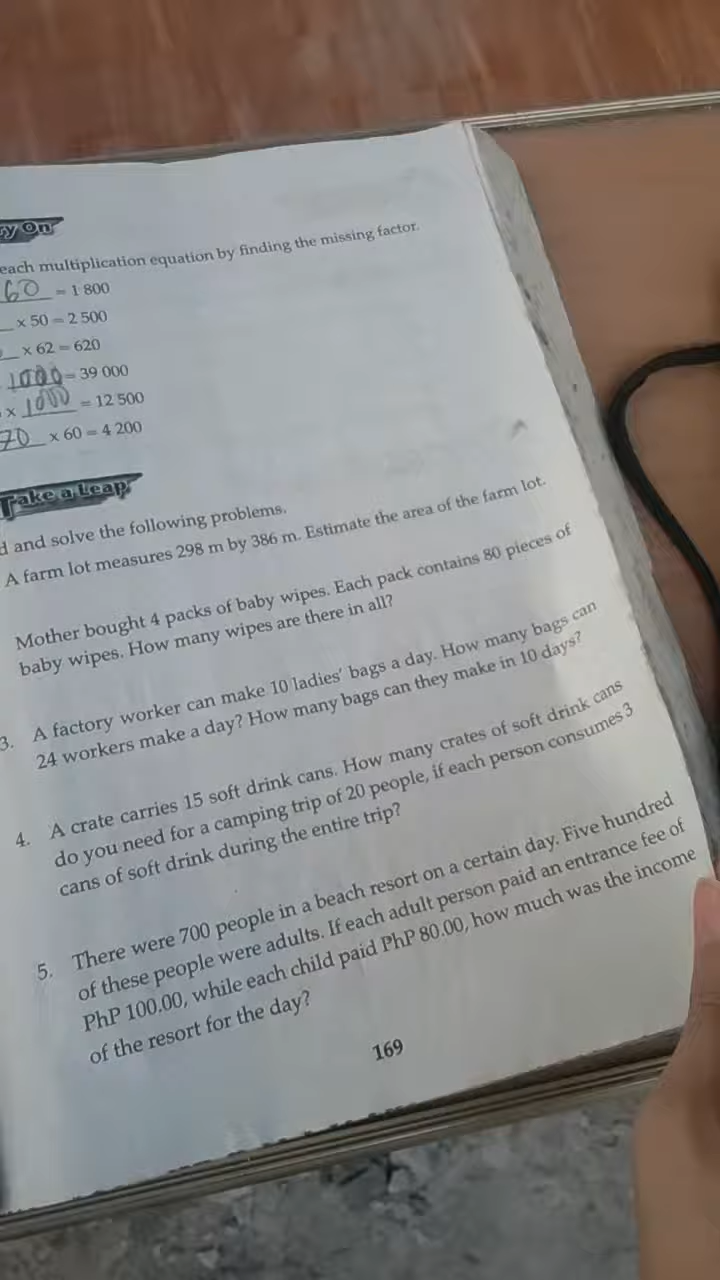 ry On
each multiplication equation by finding the missing factor.
60 = 1 800
x 50 = 2 500
x 62 = 620
1000 = 39 000
x 1000 = 12 500
70 x 60 = 4 200
Take a Leap
d and solve the following problems.
A farm lot measures 298 m by 386 m. Estimate the area of the farm lot.
Mother bought 4 packs of baby wipes. Each pack contains 80 pieces of
baby wipes. How many wipes are there in all?
3. A factory worker can make 10 ladies' bags a day. How many bags can
24 workers make a day? How many bags can they make in 10 days?
4. A crate carries 15 soft drink cans. How many crates of soft drink cans
do you need for a camping trip of 20 people, if each person consumes 3
cans of soft drink during the entire trip?
5. There were 700 people in a beach resort on a certain day. Five hundred
of these people were adults. If each adult person paid an entrance fee of
PhP 100.00, while each child paid PhP 80.00, how much was the income
of the resort for the day?
169